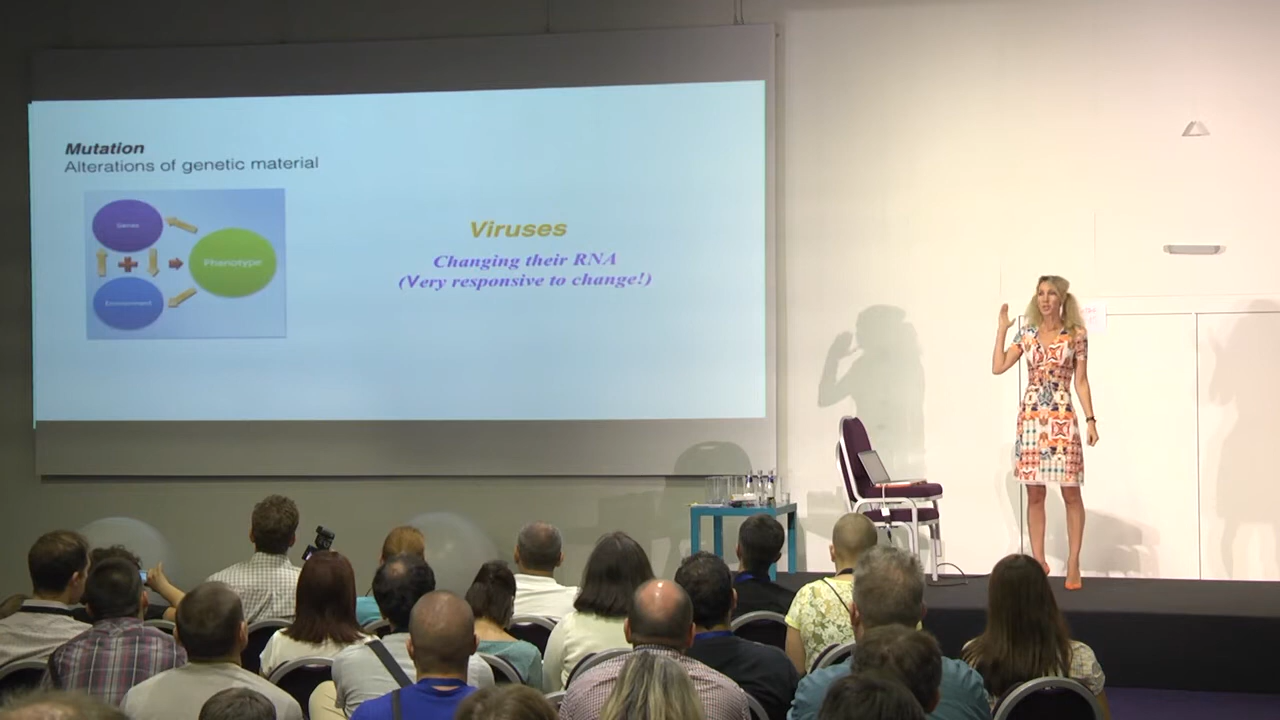 Mutation
Alterations of genetic material
Genes
Phenotype
Environment
Viruses
Changing their RNA
(Very responsive to change!)